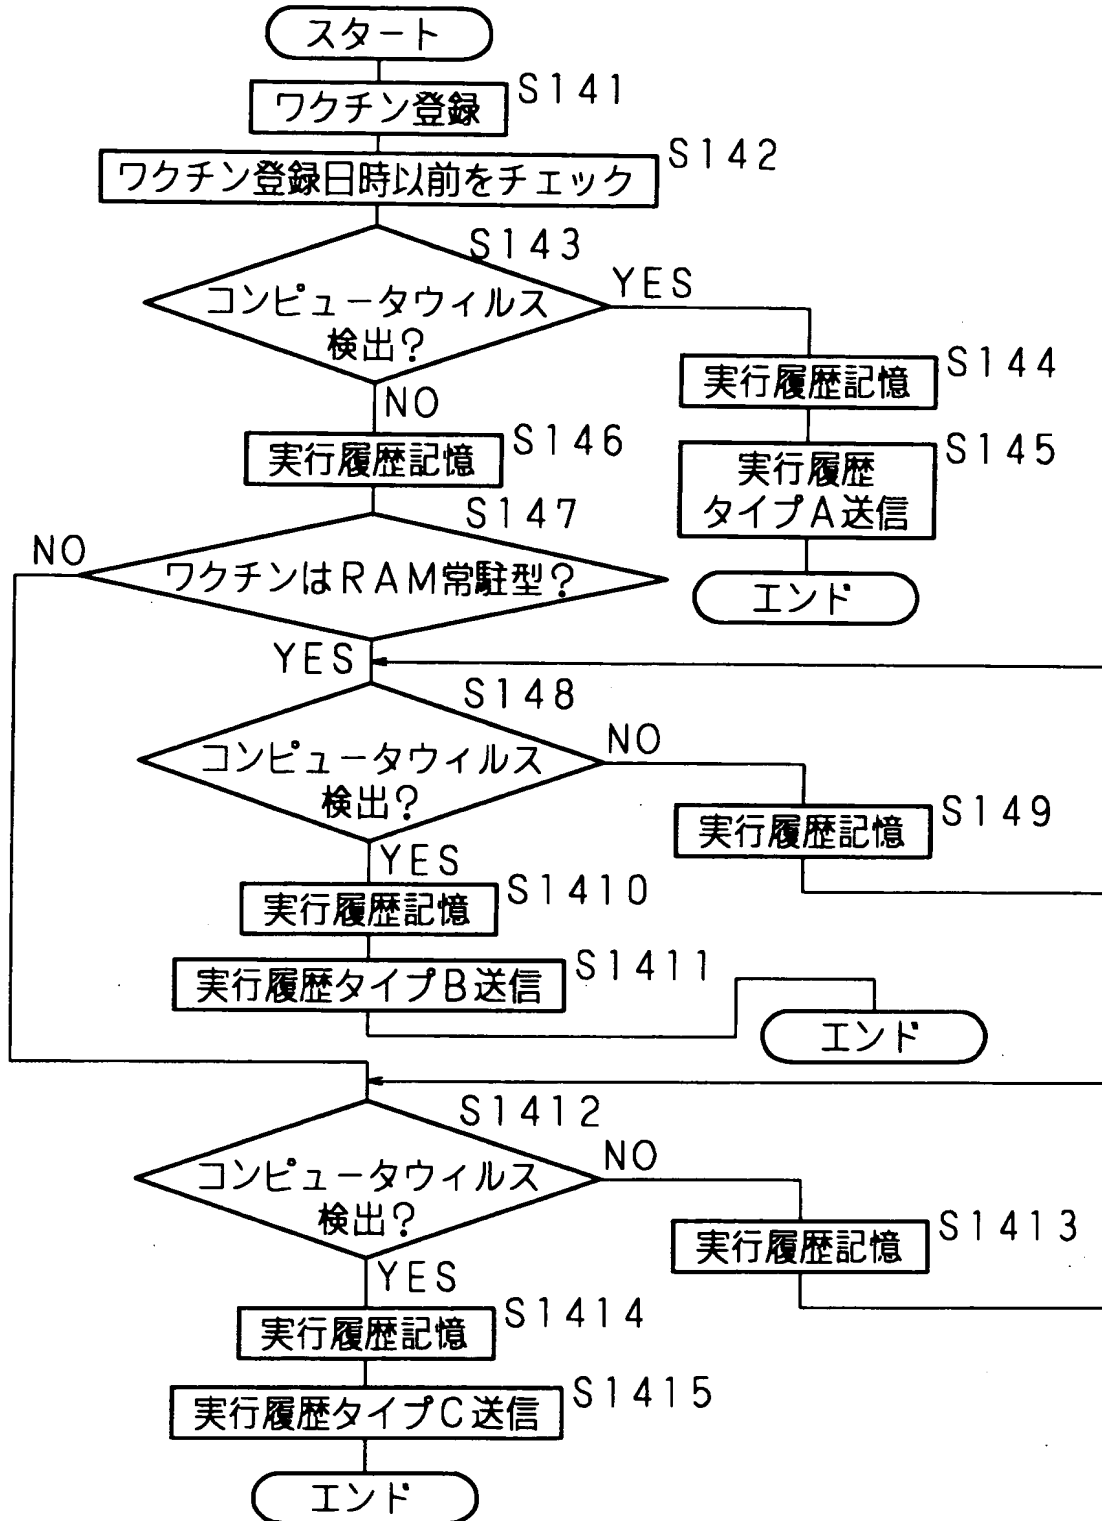 スタート
ワクチン登録
S141
ワクチン登録日時以前をチェック
S142
S143
コンピュータウィルス
検出?
YES
NO
実行履歴記憶
S144
実行履歴
タイプA送信
S145
エンド
実行履歴記憶
S146
S147
ワクチンはRAM常駐型?
NO
YES
S148
コンピュータウィルス
検出?
NO
実行履歴記憶
S149
YES
実行履歴記憶
S1410
実行履歴タイプB送信
S1411
エンド
S1412
コンピュータウィルス
検出?
NO
実行履歴記憶
S1413
YES
実行履歴記憶
S1414
実行履歴タイプC送信
S1415
エンド